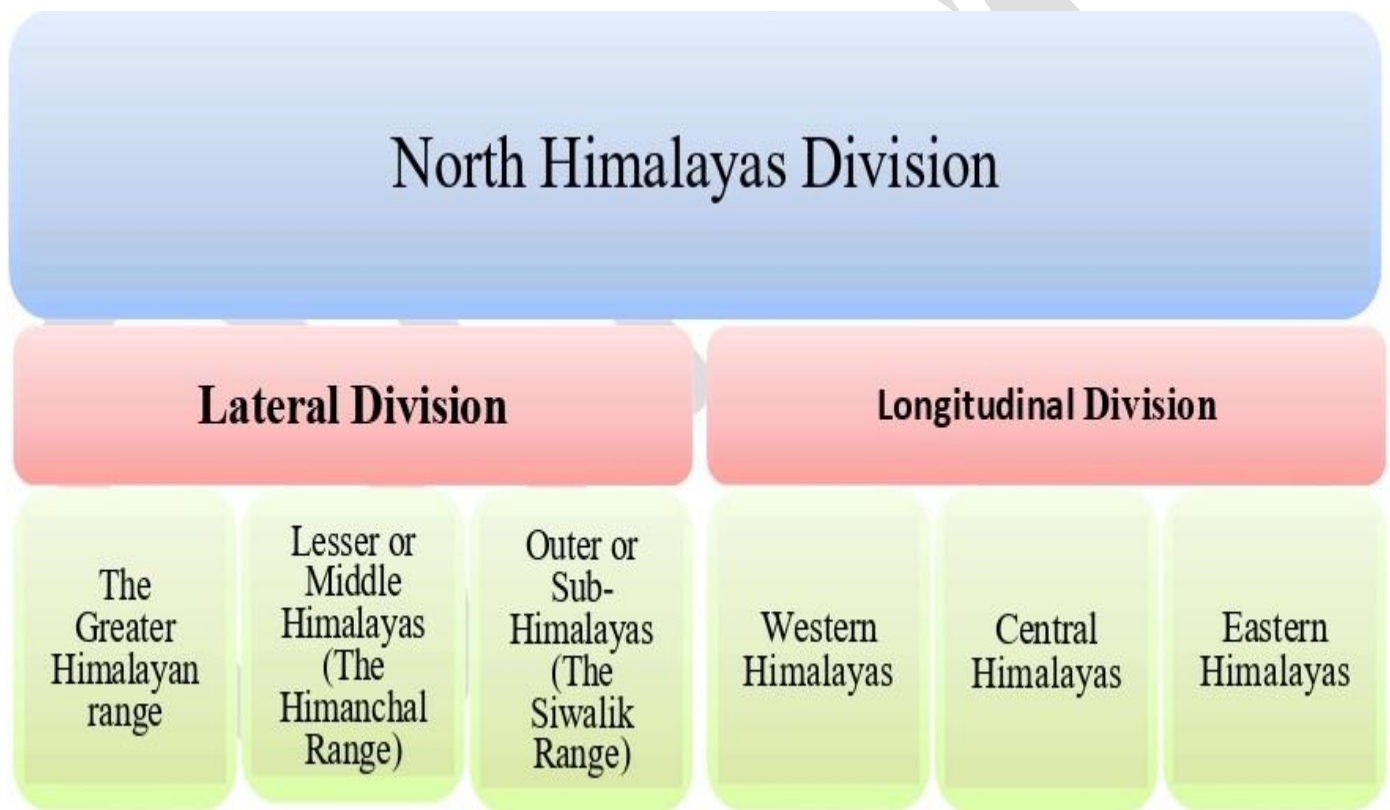 North Himalayas Division
Lateral Division
Longitudinal Division
The
Greater
Himalayan
range
Lesser or
Middle
Himalayas
(The
Himanchal
Range)
Outer or
Sub-
Himalayas
(The
Siwalik
Range)
Western
Himalayas
Central
Himalayas
Eastern
Himalayas